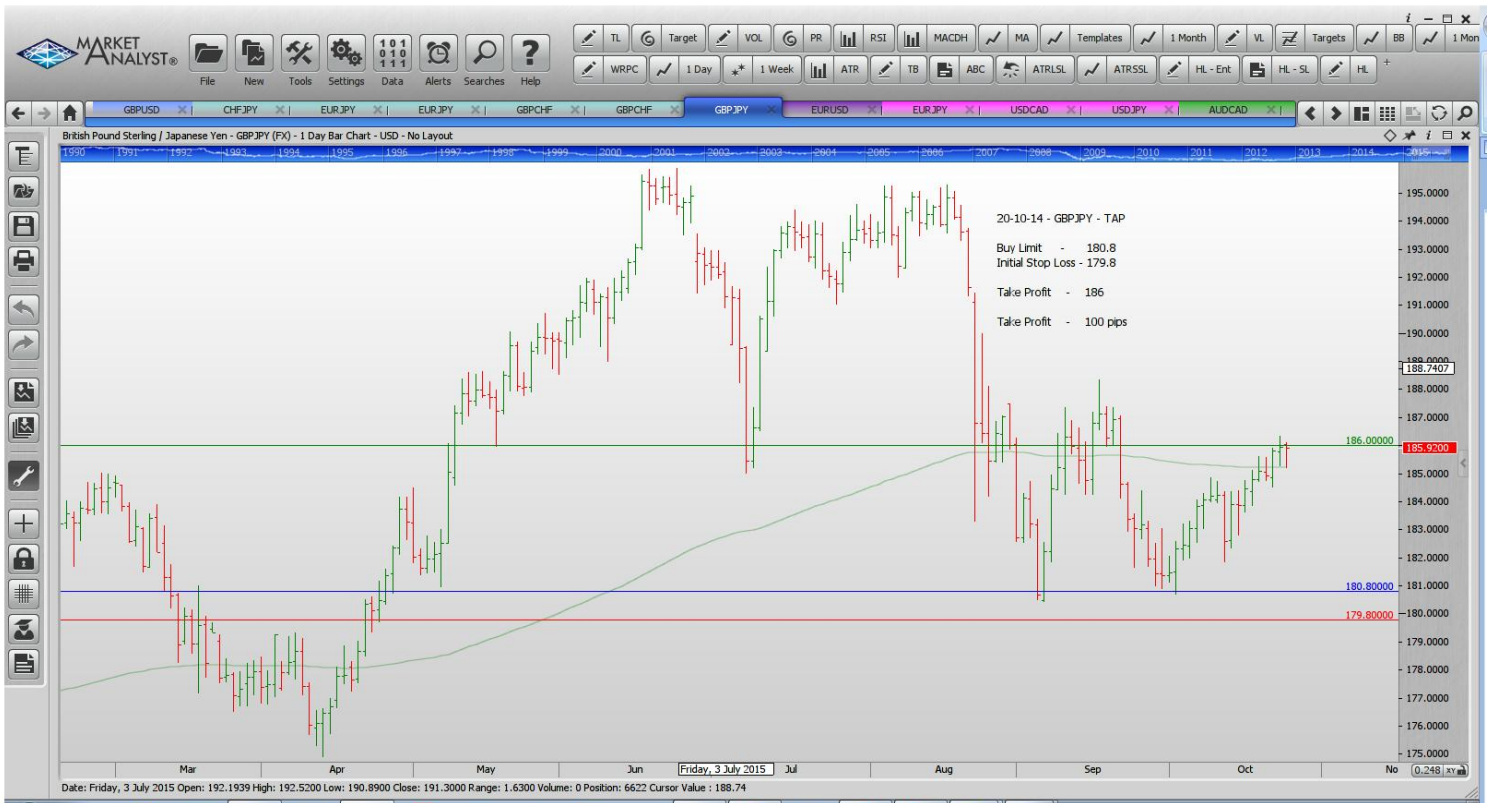 MARKET ANALYST®
File New Tools Settings Data Alerts Searches Help
TL Target VOL PR RSI MACDH MA Templates 1 Month VL Targets BB 1 Mon
WRPC 1 Day 1 Week ATR TB ABC ATRLSL ATRSSL HL - Ent HL - SL HL +
GBPUSD CHFJPY EURJPY EURJPY GBPCHF GBPCHF GBPJPY EURUSD EURJPY USDCAD USDJPY AUDCAD
British Pound Sterling / Japanese Yen - GBPJPY (FX) - 1 Day Bar Chart - USD - No Layout
1990 1991 1992 1993 1994 1995 1996 1997 1998 1999 2000 2001 2002 2003 2004 2005 2006 2007 2008 2009 2010 2011 2012 2013 2014 2015
20-10-14 - GBPJPY - TAP
Buy Limit - 180.8
Initial Stop Loss - 179.8
Take Profit - 186
Take Profit - 100 pips
195.0000
194.0000
193.0000
192.0000
191.0000
190.0000
189.0000
188.7407
188.0000
187.0000
186.00000
185.9200
185.0000
184.0000
183.0000
182.0000
181.0000
180.80000
180.0000
179.80000
179.0000
178.0000
177.0000
176.0000
175.0000
Mar Apr May Jun Friday, 3 July 2015 Jul Aug Sep Oct No 0.248 XY
Date: Friday, 3 July 2015 Open: 192.1939 High: 192.5200 Low: 190.8900 Close: 191.3000 Range: 1.6300 Volume: 0 Position: 6622 Cursor Value : 188.74